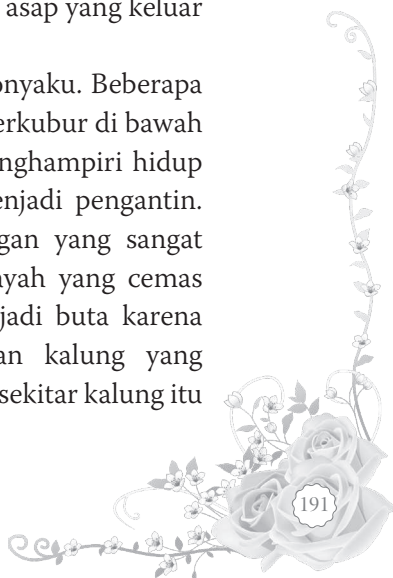 asap yang keluar
onyaku. Beberapa
erkubur di bawah
nghampiri hidup
enjadi pengantin.
gan yang sangat
yah yang cemas
jadi buta karena
an kalung yang
sekitar kalung itu
191